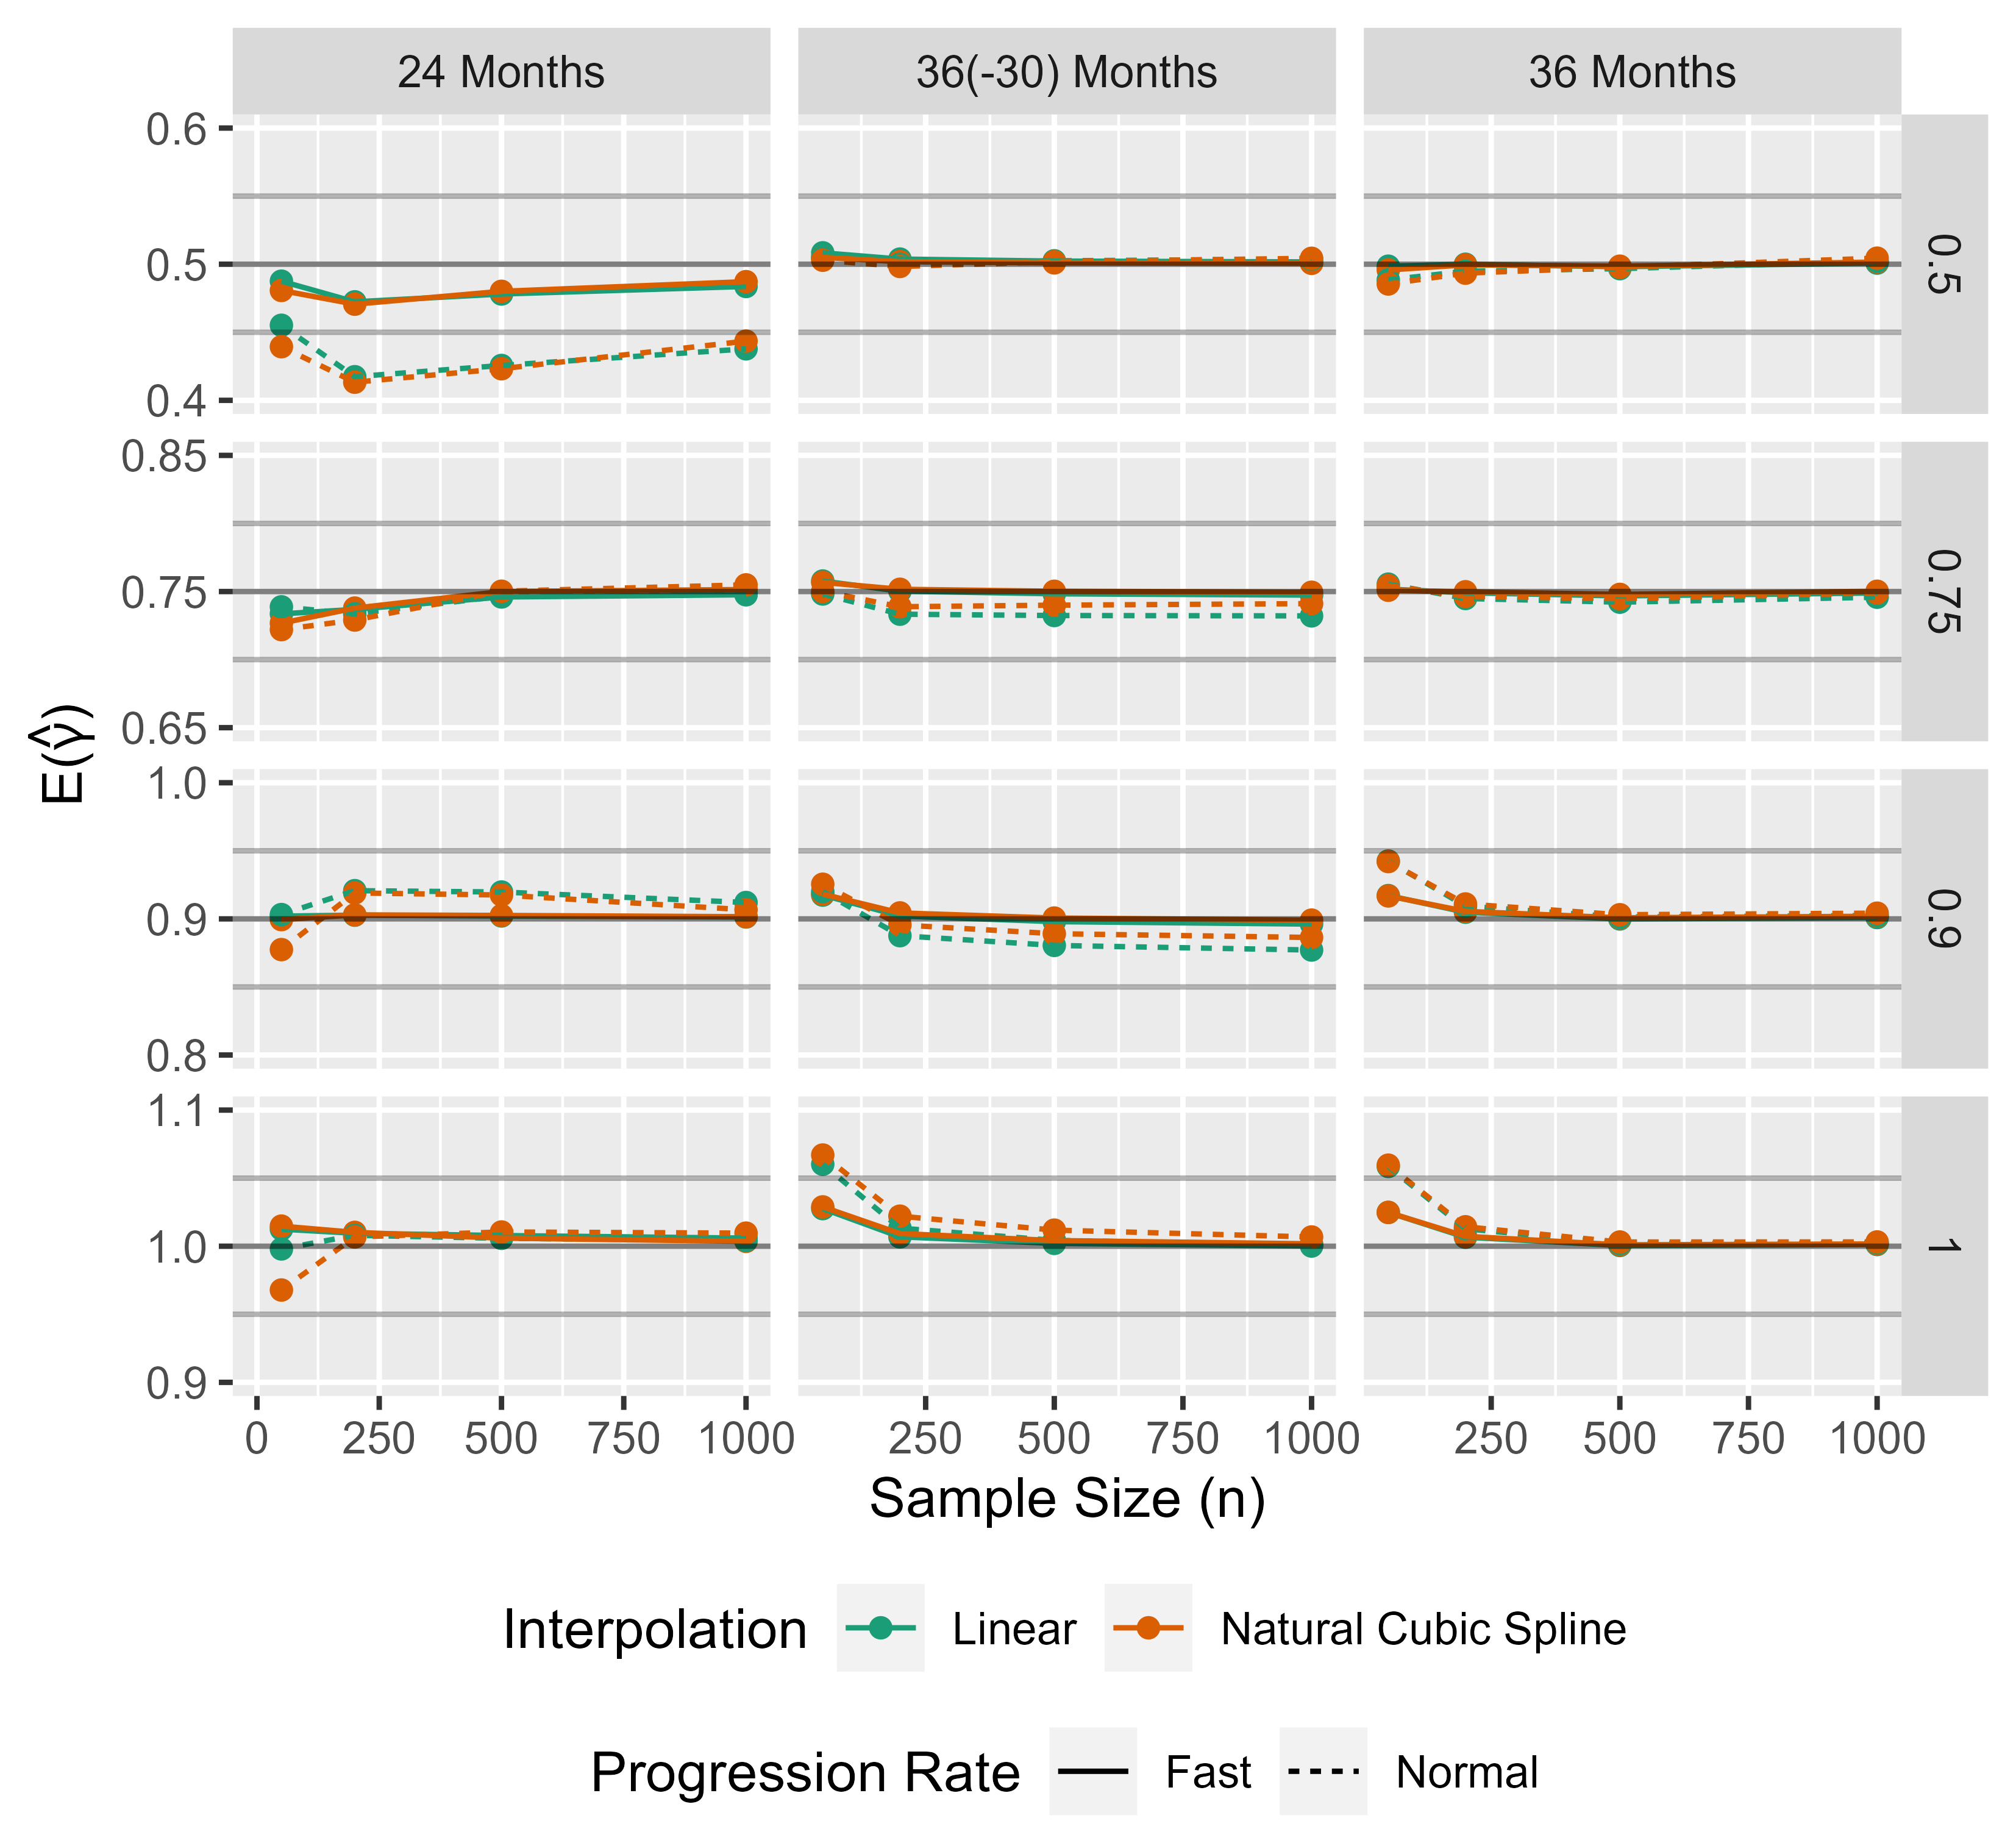 24 Months 36(-30) Months 36 Months
0.6
0.5
0.4
0.5
0.85
0.75
0.65
0.75
1.0
0.9
0.8
0.9
1.1
1.0
0.9
1
E(γ̂)
0 250 500 750 1000 250 500 750 1000 250 500 750 1000
Sample Size (n)
Interpolation Linear Natural Cubic Spline
Progression Rate Fast Normal